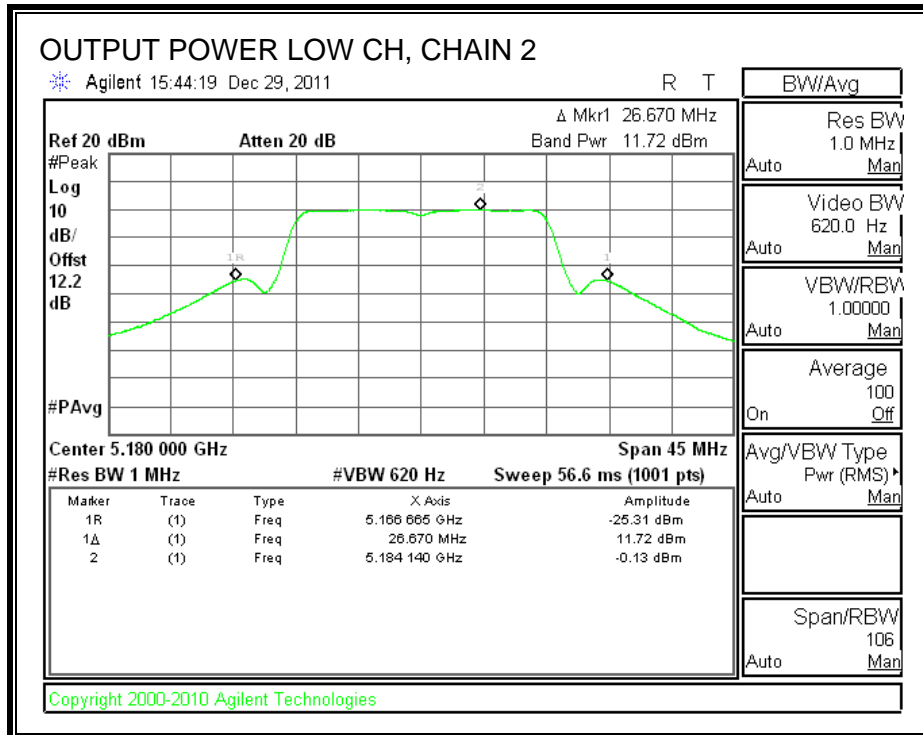 OUTPUT POWER LOW CH, CHAIN 2
Agilent 15:44:19 Dec 29, 2011
R T
Δ Mkr1 26.670 MHz
Ref 20 dBm Atten 20 dB Band Pwr 11.72 dBm
#Peak
Log
10
dB/
Offst
12.2
dB
#PAvg
1R
2
1
Center 5.180 000 GHz Span 45 MHz
#Res BW 1 MHz #VBW 620 Hz Sweep 56.6 ms (1001 pts)
Marker Trace Type X Axis Amplitude
1R (1) Freq 5.166 665 GHz -25.31 dBm
1Δ (1) Freq 26.670 MHz 11.72 dBm
2 (1) Freq 5.184 140 GHz -0.13 dBm
BW/Avg
Res BW
1.0 MHz
Auto Man
Video BW
620.0 Hz
Auto Man
VBW/RBW
1.00000
Auto Man
Average
100
On Off
Avg/VBW Type
Pwr (RMS)
Auto Man
Span/RBW
106
Auto Man
Copyright 2000-2010 Agilent Technologies